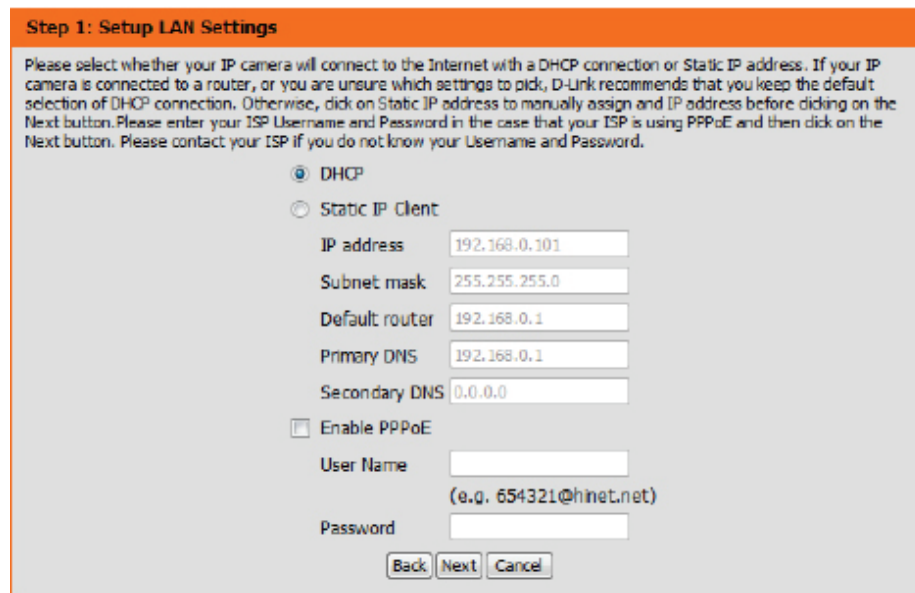 Step 1: Setup LAN Settings
Please select whether your IP camera will connect to the Internet with a DHCP connection or Static IP address. If your IP
camera is connected to a router, or you are unsure which settings to pick, D-Link recommends that you keep the default
selection of DHCP connection. Otherwise, click on Static IP address to manually assign and IP address before clicking on the
Next button.Please enter your ISP Username and Password in the case that your ISP is using PPPoE and then click on the
Next button. Please contact your ISP if you do not know your Username and Password.
DHCP
Static IP Client
IP address 192.168.0.101
Subnet mask 255.255.255.0
Default router 192.168.0.1
Primary DNS 192.168.0.1
Secondary DNS 0.0.0.0
Enable PPPoE
User Name
(e.g. 654321@hinet.net)
Password
Back Next Cancel